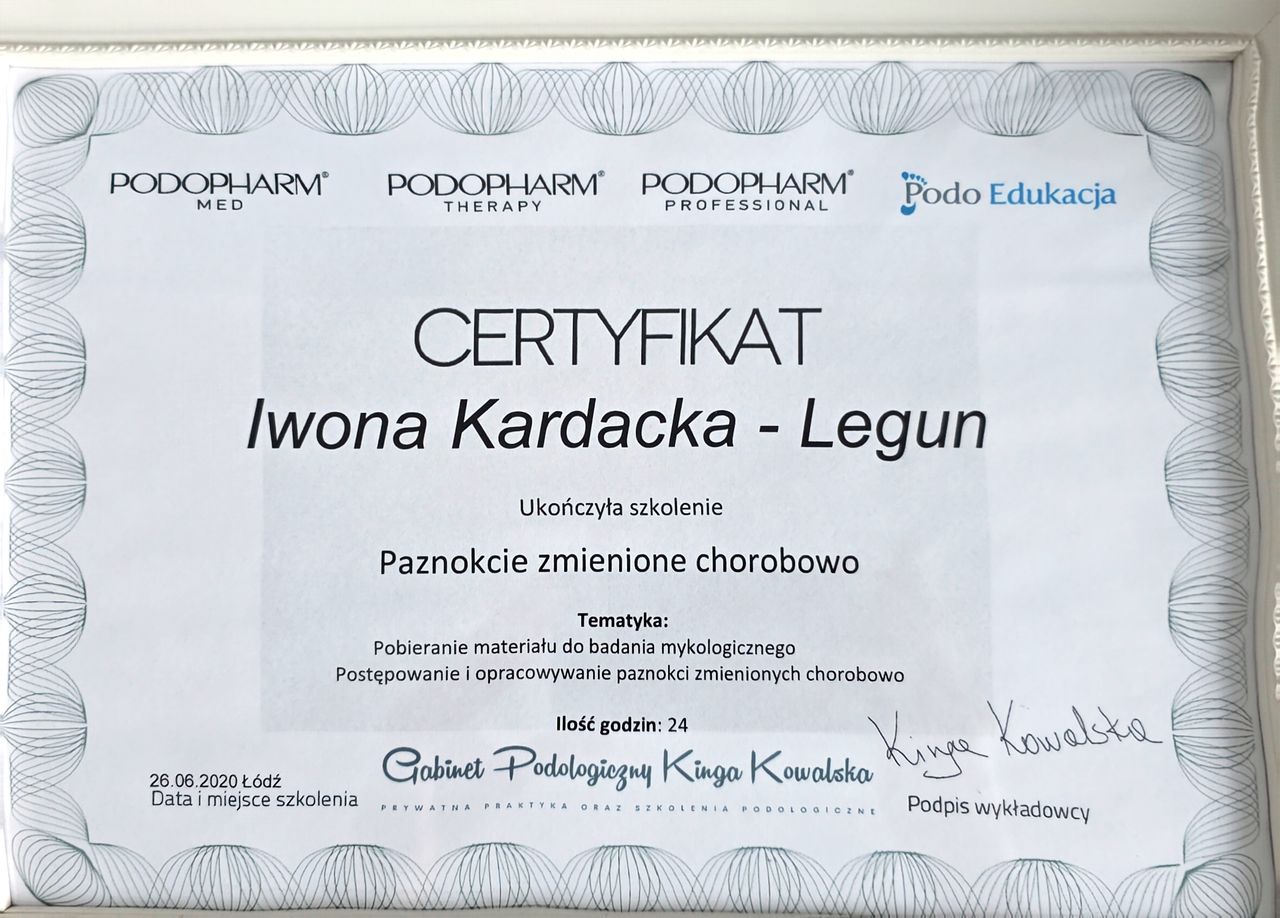 PODOPHARM®
MED
PODOPHARM®
THERAPY
PODOPHARM®
PROFESSIONAL
Podo Edukacja
CERTYFIKAT
Iwona Kardacka - Legun
Ukończyła szkolenie
Paznokcie zmienione chorobowo
Tematyka:
Pobieranie materiału do badania mykologicznego
Postępowanie i opracowywanie paznokci zmienionych chorobowo
Ilość godzin: 24
Kinga Kowalska
Gabinet Podologiczny Kinga Kowalska
PRYWATNA PRAKTYKA ORAZ SZKOLENIA PODOLOGICZNE
26.06.2020 Łódź
Data i miejsce szkolenia
Podpis wykładowcy